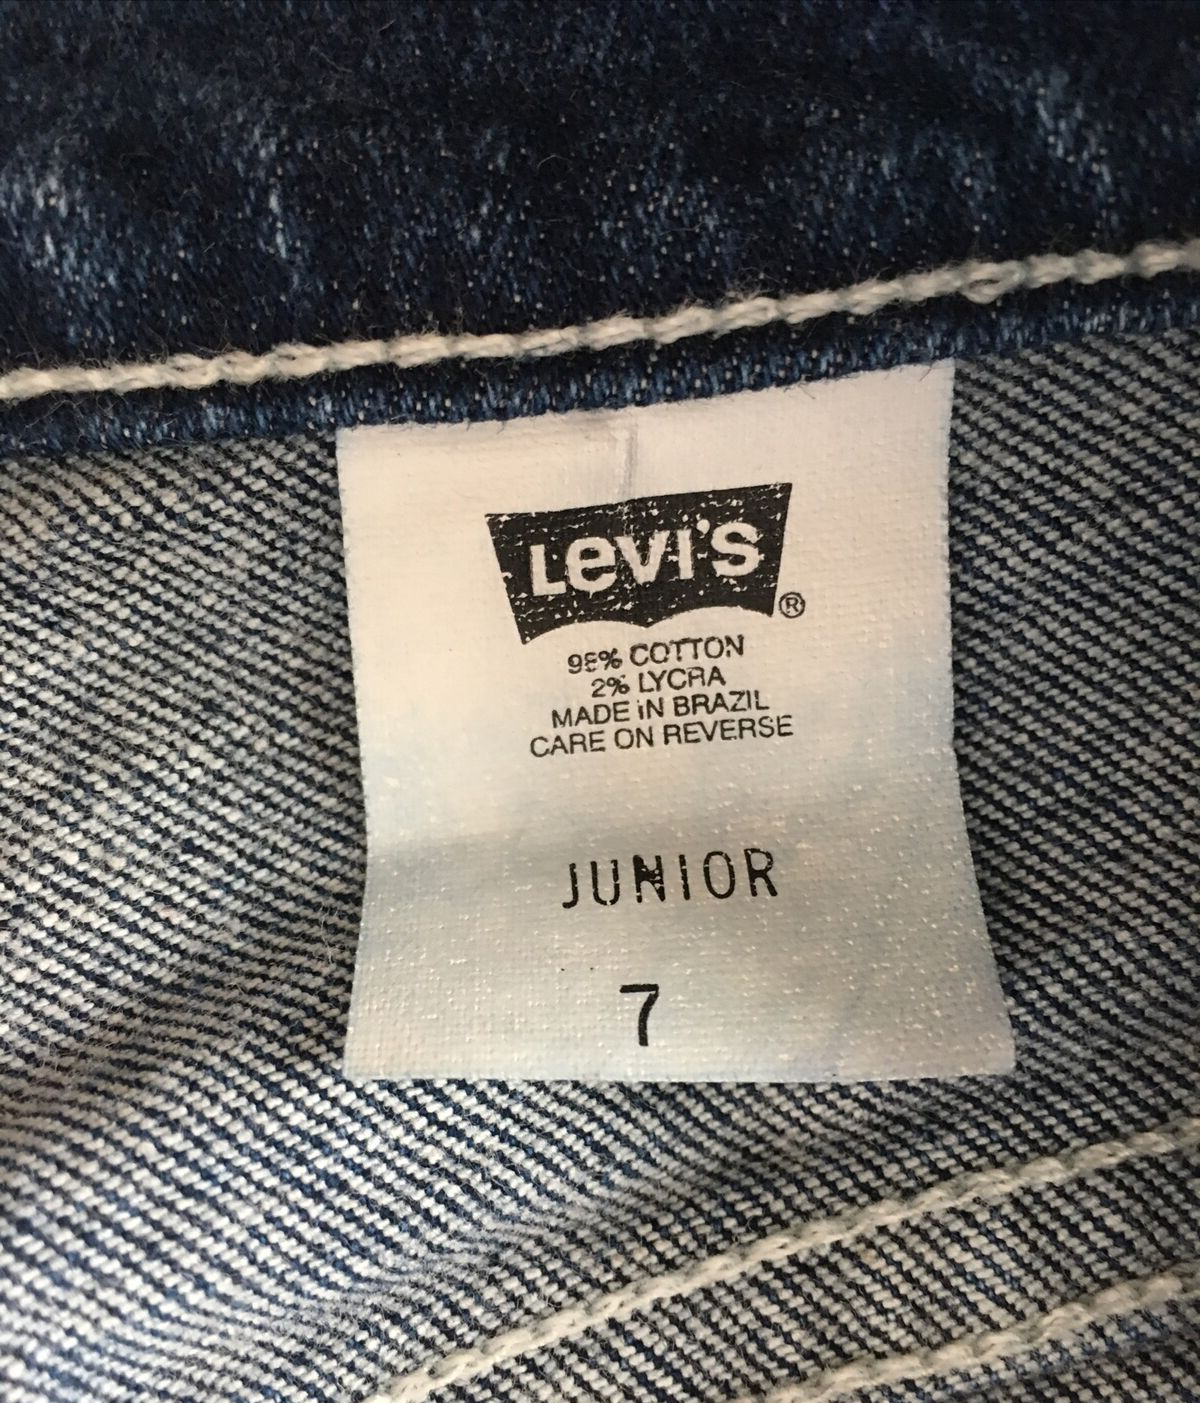 Levi's ®
98% COTTON
2% LYCRA
MADE IN BRAZIL
CARE ON REVERSE
JUNIOR
7